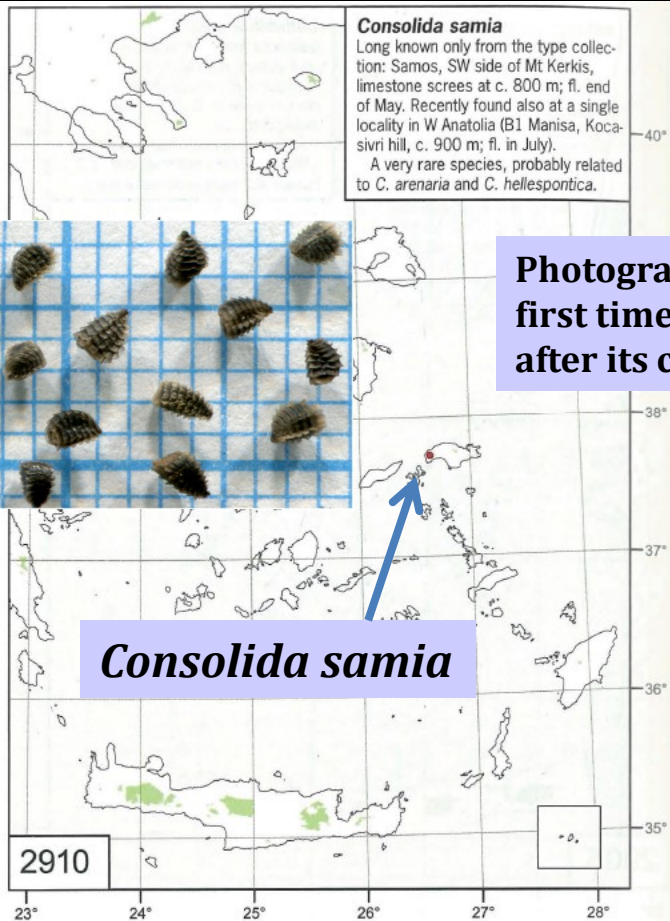 Consolida samia
Long known only from the type collec-
tion: Samos, SW side of Mt Kerkis,
limestone screes at c. 800 m; fl. end
of May. Recently found also at a single
locality in W Anatolia (B1 Manisa, Koca-
sivri hill, c. 900 m; fl. in July).
A very rare species, probably related
to C. arenaria and C. hellespontica.
40°
first time
after its
38°
37°
Consolida samia
36°
35°
2910
23° 24° 25° 26° 27° 28°